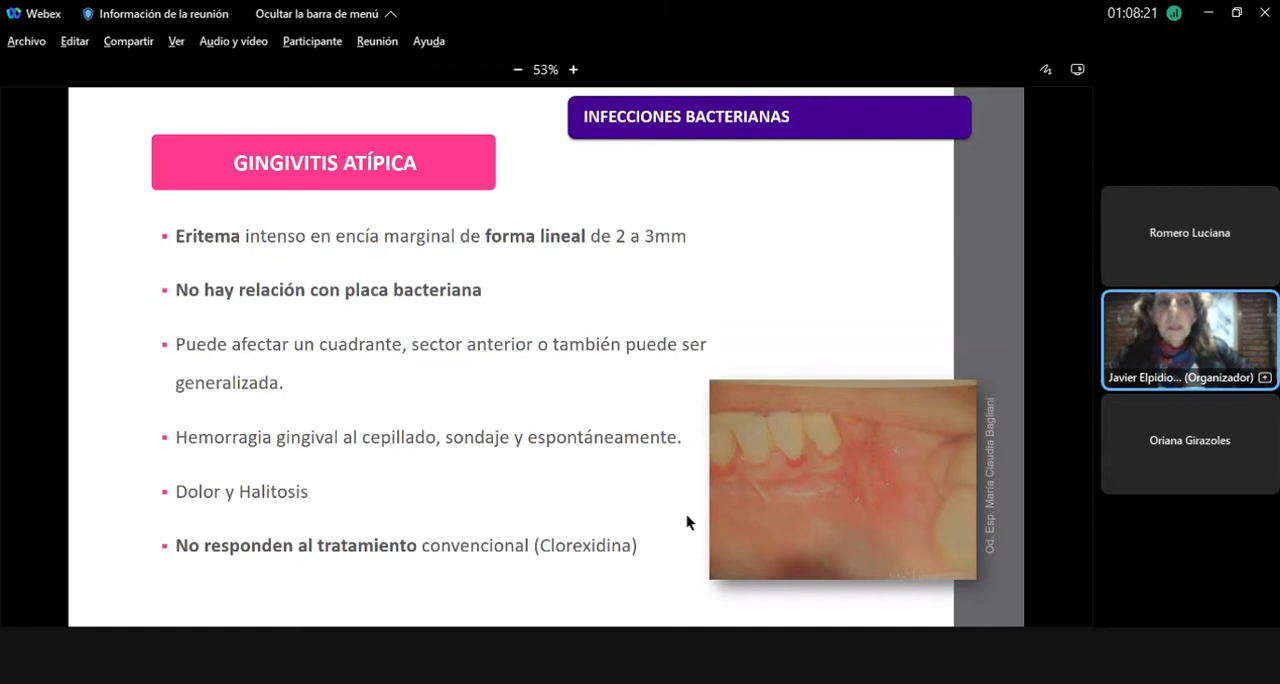 Webex
Información de la reunión
Ocultar la barra de menú
01:08:21
Archivo Editar Compartir Ver Audio y vídeo Participante Reunión Ayuda
− 53% +
INFECCIONES BACTERIANAS
GINGIVITIS ATÍPICA
▪ Eritema intenso en encía marginal de forma lineal de 2 a 3mm
▪ No hay relación con placa bacteriana
▪ Puede afectar un cuadrante, sector anterior o también puede ser
generalizada.
▪ Hemorragia gingival al cepillado, sondaje y espontáneamente.
▪ Dolor y Halitosis
▪ No responden al tratamiento convencional (Clorexidina)
Od. Esp. María Claudia Bagliani
Romero Luciana
Javier Elpidio... (Organizador)
Oriana Girazoles